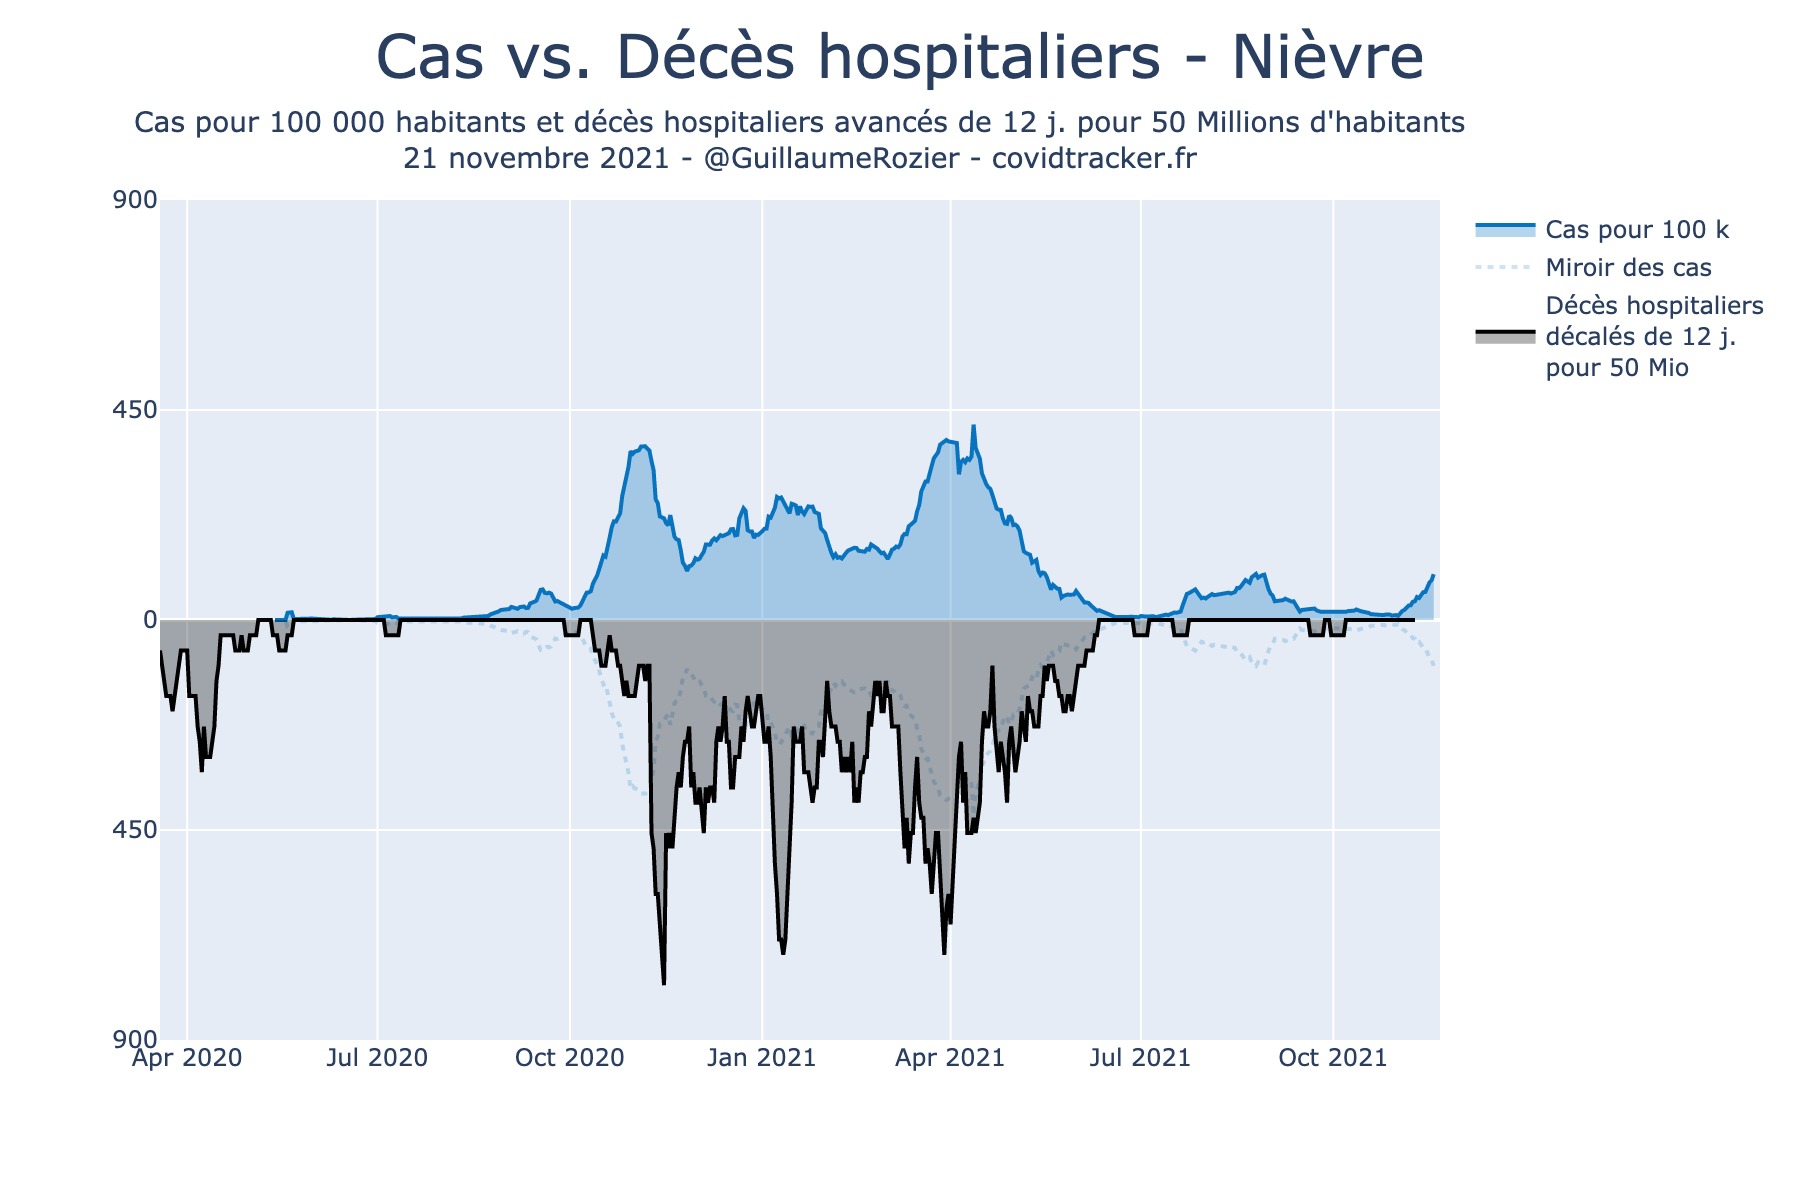 Cas vs. Décès hospitaliers - Nièvre
Cas pour 100 000 habitants et décès hospitaliers avancés de 12 j. pour 50 Millions d'habitants
21 novembre 2021 - @GuillaumeRozier - covidtracker.fr
900
450
0
450
900
Apr 2020
Jul 2020
Oct 2020
Jan 2021
Apr 2021
Jul 2021
Oct 2021
Cas pour 100 k
Miroir des cas
Décès hospitaliers
décalés de 12 j.
pour 50 Mio